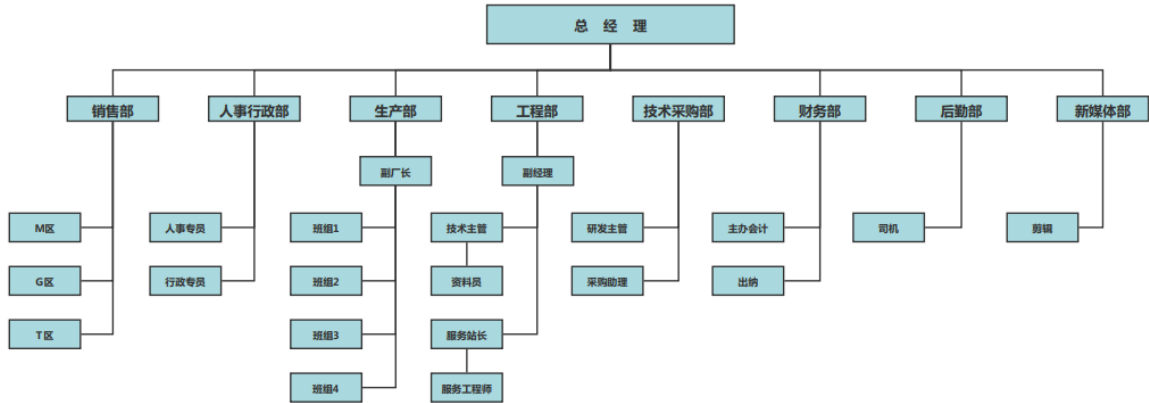 总 经 理
销售部
人事行政部
生产部
工程部
技术采购部
财务部
后勤部
新媒体部
副厂长
副经理
M区
人事专员
班组1
技术主管
研发主管
主办会计
司机
剪辑
G区
行政专员
班组2
资料员
采购助理
出纳
T区
班组3
服务站长
班组4
服务工程师